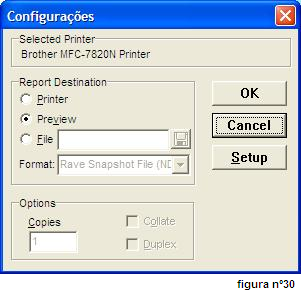 Configurações
Selected Printer
Brother MFC-7820N Printer
Report Destination
Printer
Preview
File
Format: Rave Snapshot File (ND
OK
Cancel
Setup
Options
Copies
1
Collate
Duplex
figura nº30